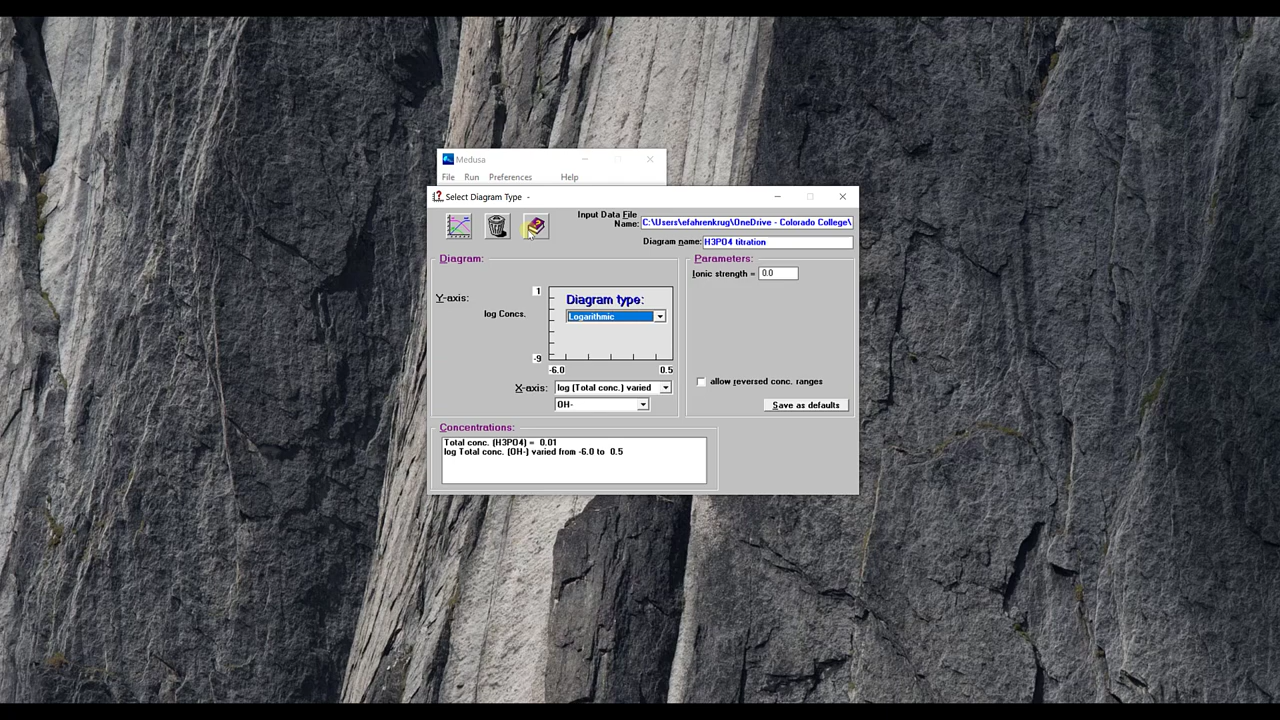 Medusa
File Run Preferences Help
Select Diagram Type -
Input Data File
Name: C:\Users\efahrenkrug\OneDrive - Colorado College\
Diagram name: H3PO4 titration
Diagram:
Parameters:
Ionic strength = 0.0
Y-axis:
1
Diagram type:
log Concs.
Logarithmic
-9
-6.0 0.5
X-axis: log (Total conc.) varied
allow reversed conc. ranges
OH-
Save as defaults
Concentrations:
Total conc. (H3PO4) = 0.01
log Total conc. (OH-) varied from -6.0 to 0.5